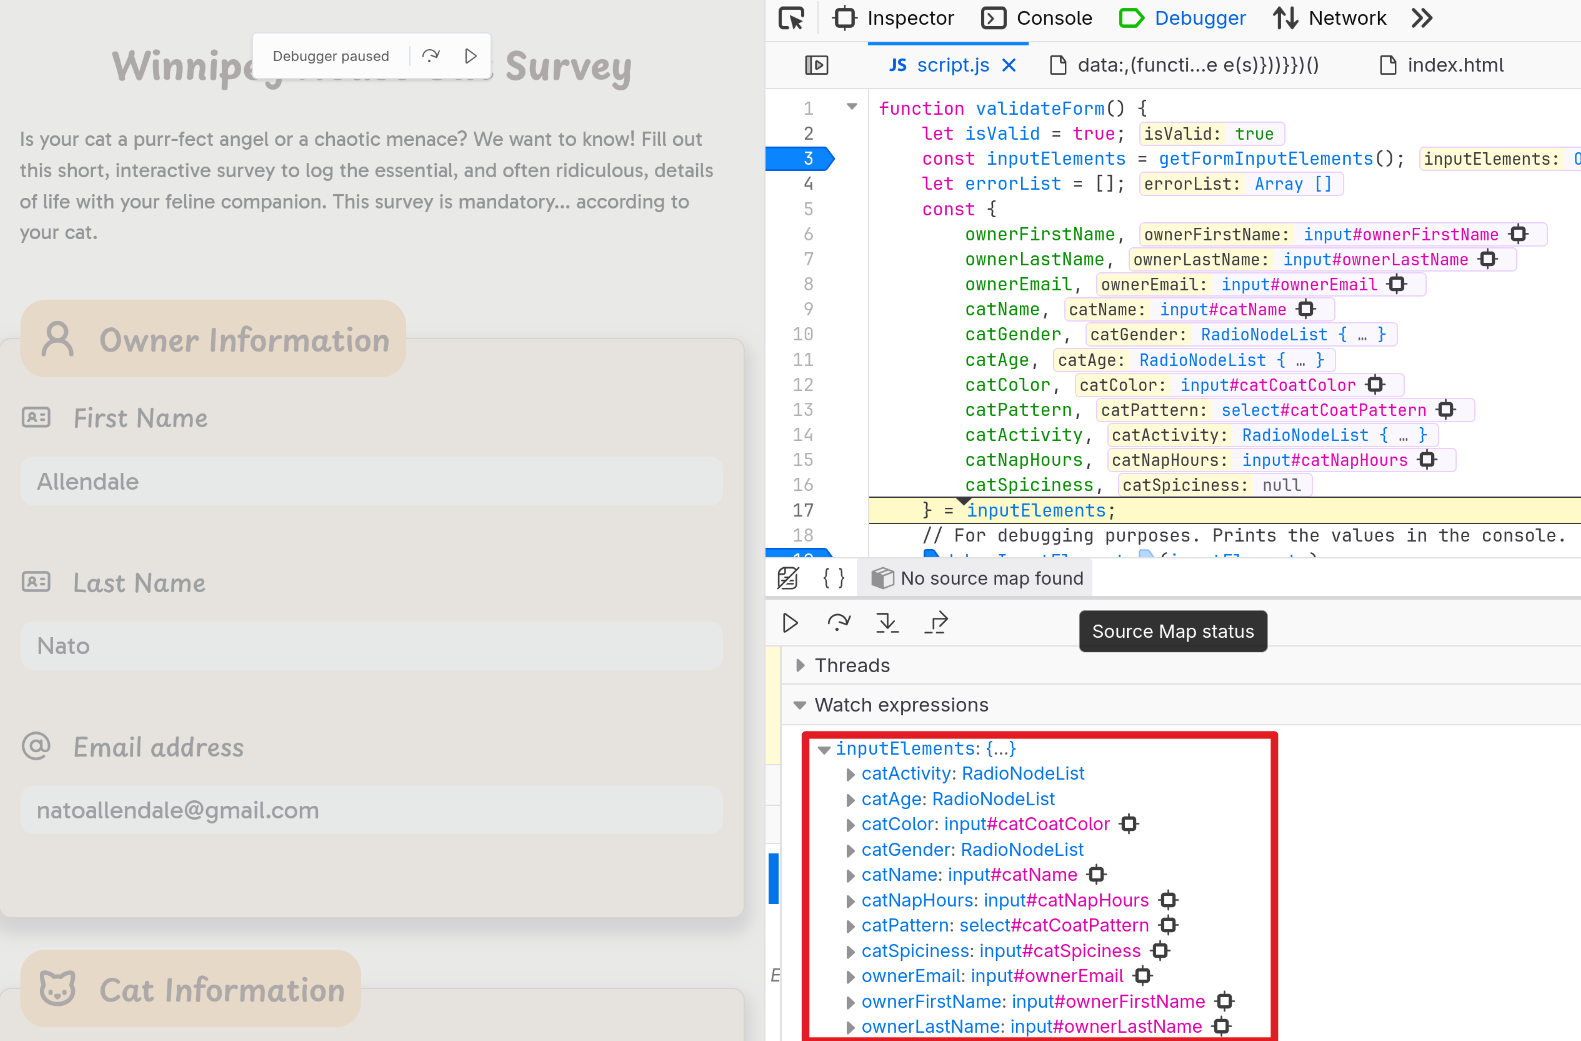 Winnipeg House Cat Survey
Debugger paused
Is your cat a purr-fect angel or a chaotic menace? We want to know! Fill out
this short, interactive survey to log the essential, and often ridiculous, details
of life with your feline companion. This survey is mandatory... according to
your cat.
Owner Information
First Name
Allendale
Last Name
Nato
Email address
natoallendale@gmail.com
Cat Information
Inspector Console Debugger Network
JS script.js data:,(functi...e e(s)}))}})() index.html
1 function validateForm() {
2 let isValid = true; isValid: true
3 const inputElements = getFormInputElements(); inputElements:
4 let errorList = []; errorList: Array []
5 const {
6 ownerFirstName, ownerFirstName: input#ownerFirstName
7 ownerLastName, ownerLastName: input#ownerLastName
8 ownerEmail, ownerEmail: input#ownerEmail
9 catName, catName: input#catName
10 catGender, catGender: RadioNodeList { … }
11 catAge, catAge: RadioNodeList { … }
12 catColor, catColor: input#catCoatColor
13 catPattern, catPattern: select#catCoatPattern
14 catActivity, catActivity: RadioNodeList { … }
15 catNapHours, catNapHours: input#catNapHours
16 catSpiciness, catSpiciness: null
17 } = inputElements;
18 // For debugging purposes. Prints the values in the console.
{ } No source map found
Source Map status
Threads
Watch expressions
inputElements: {…}
catActivity: RadioNodeList
catAge: RadioNodeList
catColor: input#catCoatColor
catGender: RadioNodeList
catName: input#catName
catNapHours: input#catNapHours
catPattern: select#catCoatPattern
catSpiciness: input#catSpiciness
ownerEmail: input#ownerEmail
ownerFirstName: input#ownerFirstName
ownerLastName: input#ownerLastName